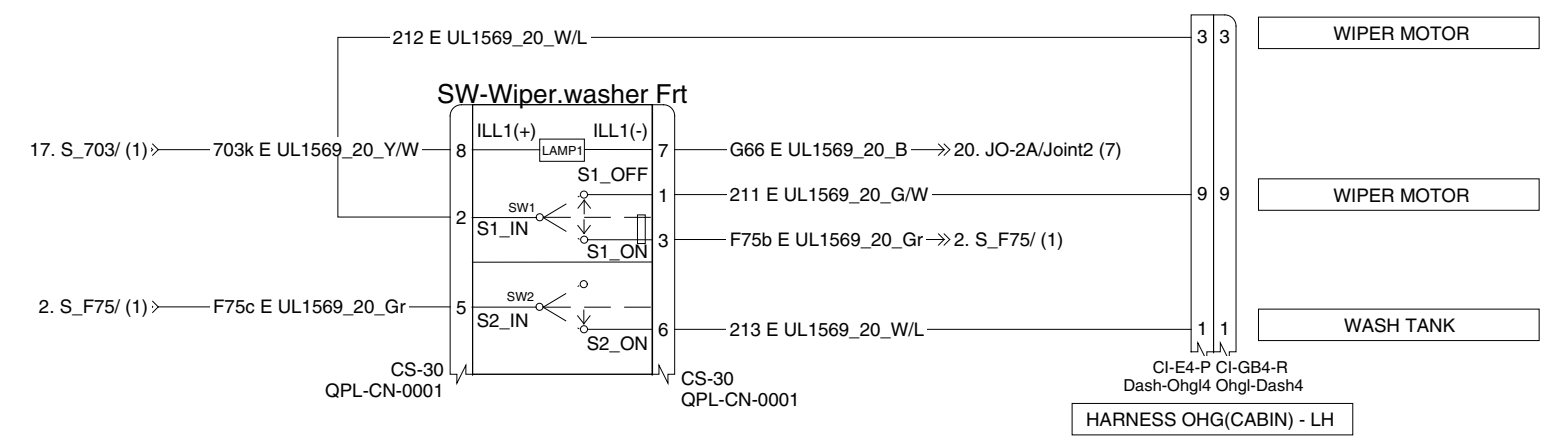 212 E UL1569_20_W/L
3 3
WIPER MOTOR
SW-Wiper.washer Frt
ILL1(+) ILL1(-)
17. S_703/ (1) 703k E UL1569_20_Y/W 8 LAMP1 7 G66 E UL1569_20_B 20. JO-2A/Joint2 (7)
S1_OFF
1 211 E UL1569_20_G/W 9 9 WIPER MOTOR
SW1
2
S1_IN
3 F75b E UL1569_20_Gr 2. S_F75/ (1)
S1_ON
2. S_F75/ (1) F75c E UL1569_20_Gr 5 SW2
S2_IN
6 213 E UL1569_20_W/L 1 1 WASH TANK
S2_ON
CS-30
QPL-CN-0001
CS-30
QPL-CN-0001
CI-E4-P CI-GB4-R
Dash-Ohgl4 Ohgl-Dash4
HARNESS OHG(CABIN) - LH